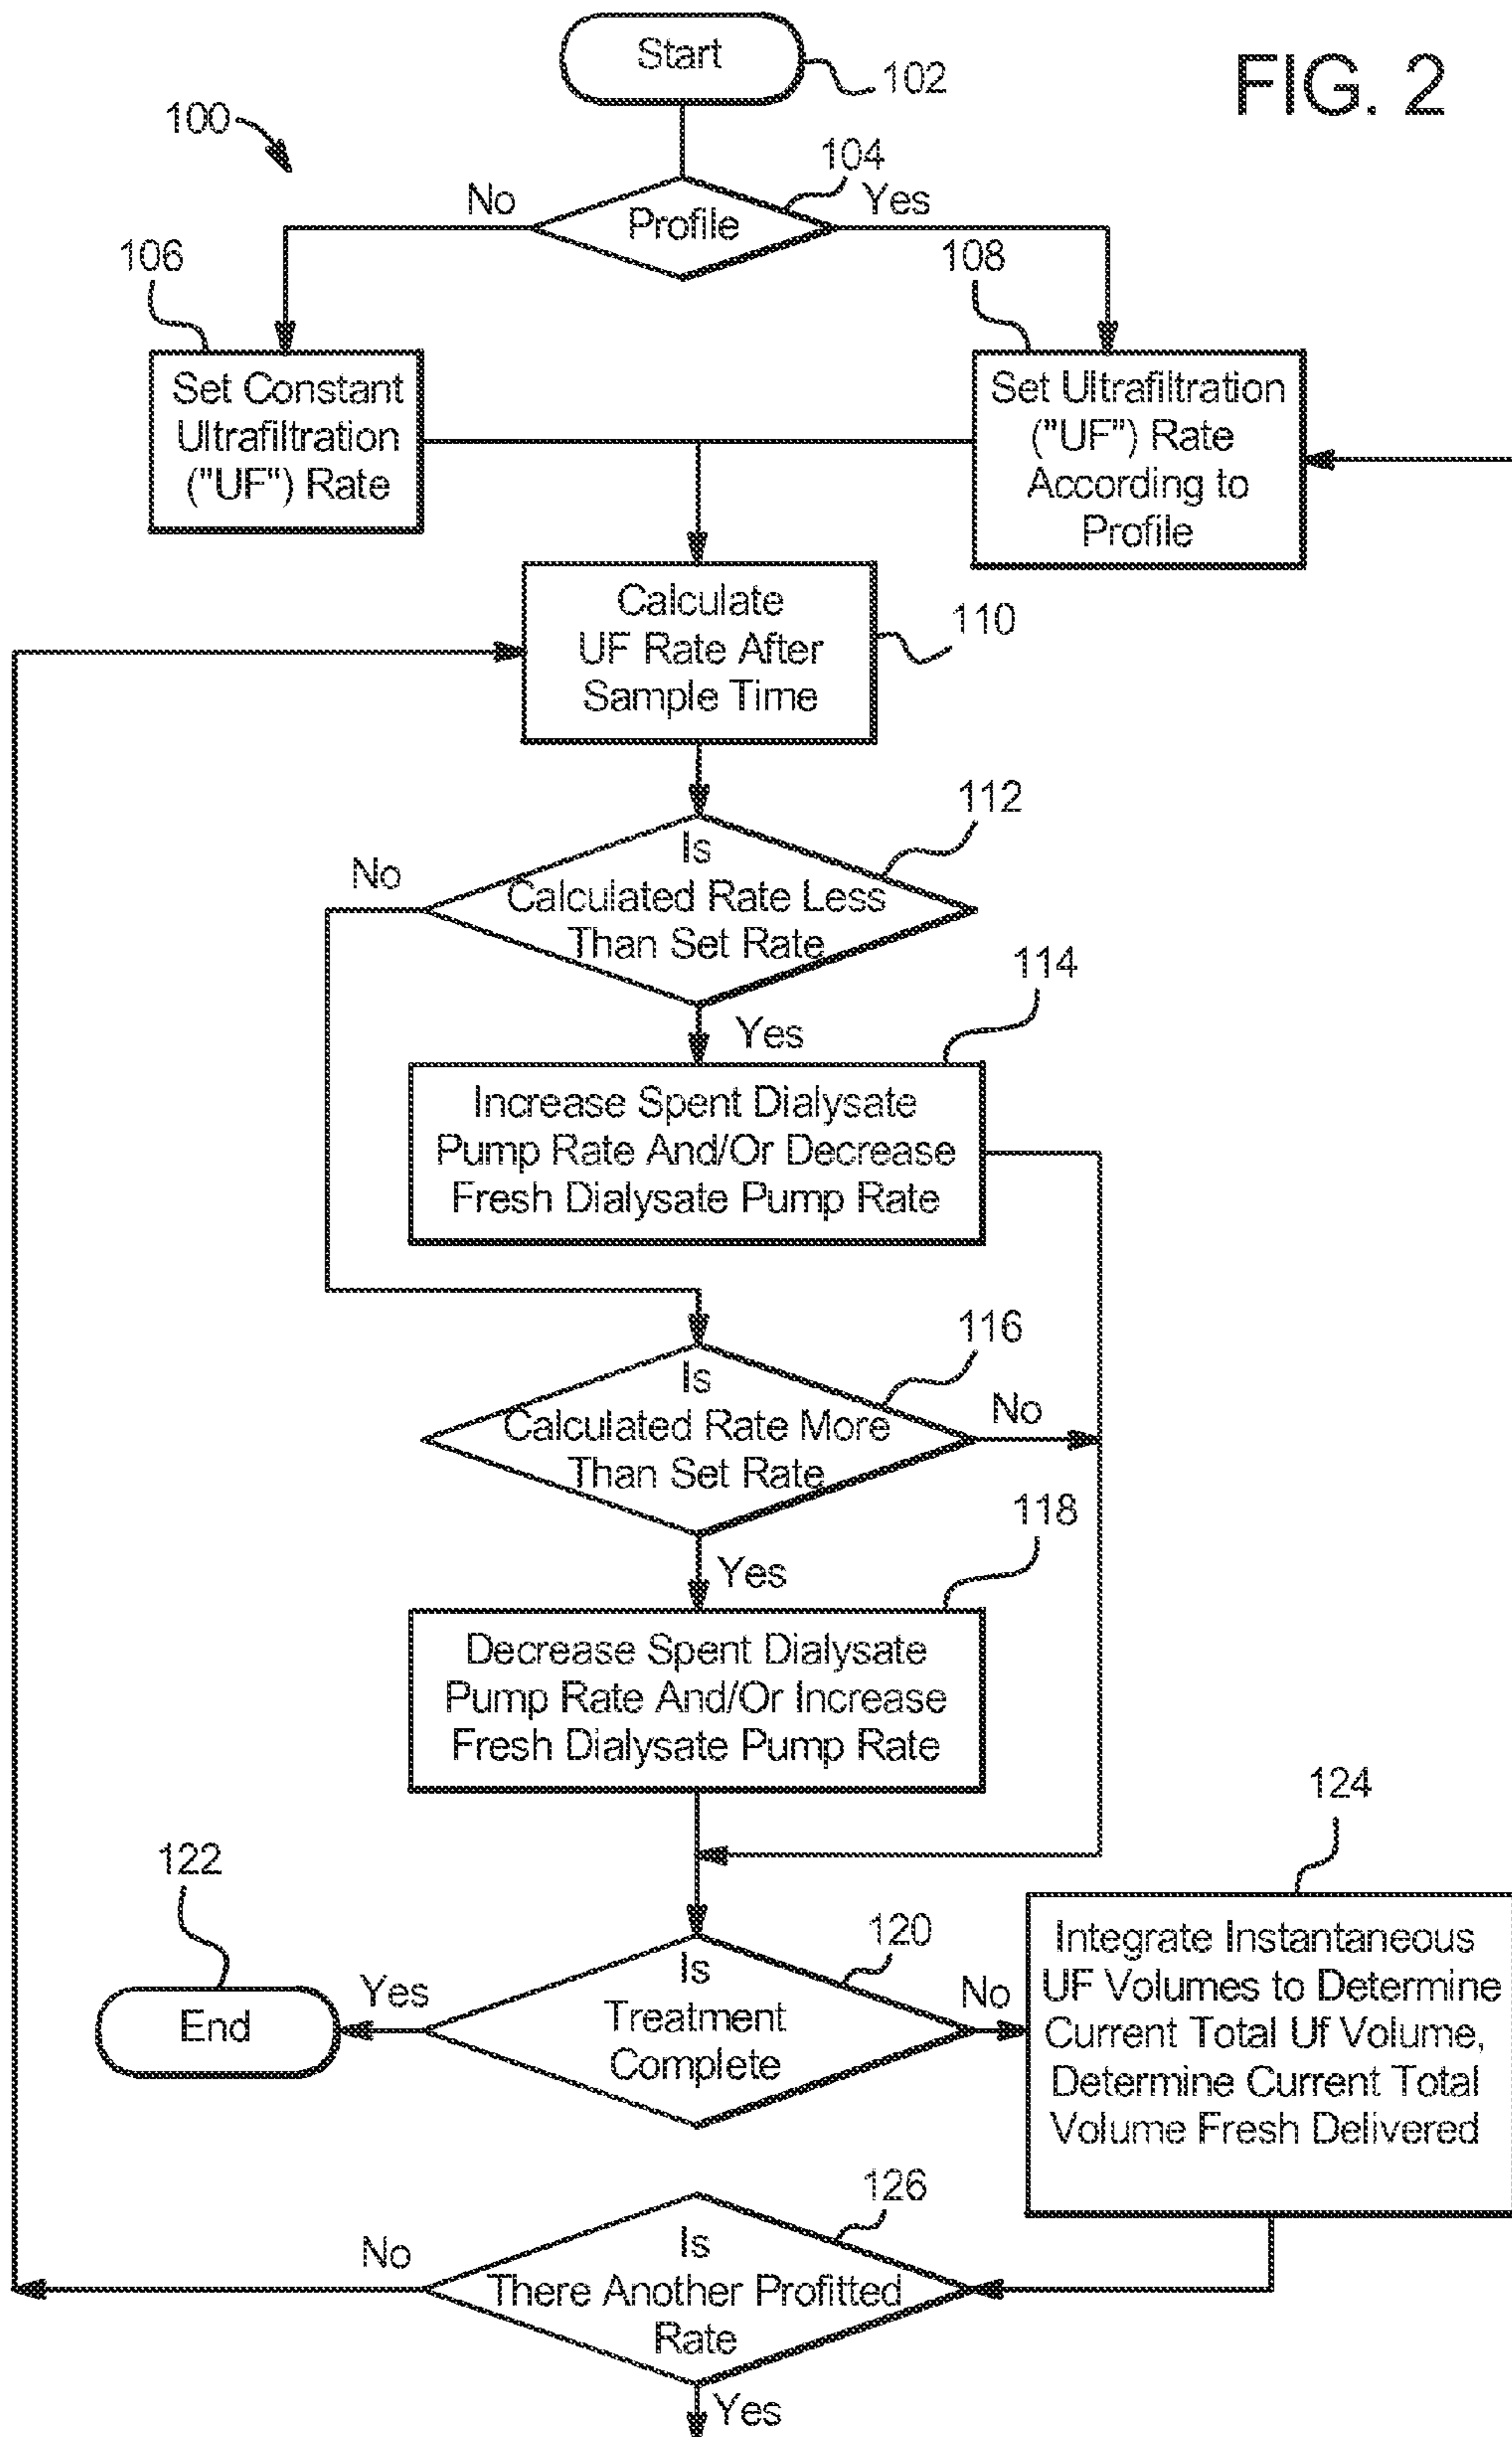 FIG. 2
Start
102
100
104
No
Profile
Yes
106
108
Set Constant
Ultrafiltration
("UF") Rate
Set Ultrafiltration
("UF") Rate
According to
Profile
Calculate
UF Rate After
Sample Time
110
112
Is
Calculated Rate Less
Than Set Rate
No
Yes
114
Increase Spent Dialysate
Pump Rate And/Or Decrease
Fresh Dialysate Pump Rate
116
Is
Calculated Rate More
Than Set Rate
No
Yes
118
Decrease Spent Dialysate
Pump Rate And/Or Increase
Fresh Dialysate Pump Rate
120
Is
Treatment
Complete
Yes
122
End
No
124
Integrate Instantaneous
UF Volumes to Determine
Current Total Uf Volume,
Determine Current Total
Volume Fresh Delivered
126
Is
There Another Profitted
Rate
No
Yes